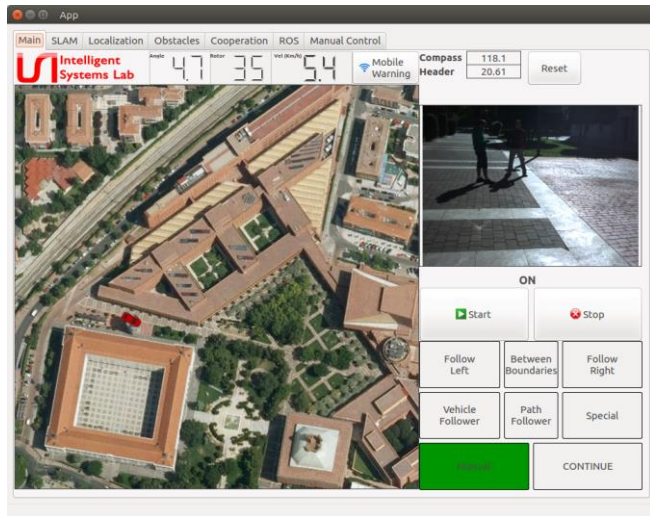 App
Main SLAM Localization Obstacles Cooperation ROS Manual Control
Intelligent
Systems Lab
Angle 4.7
Rotor 35
Vel (Km/h) 5.4
Mobile
Warning
Compass 118.1
Header 20.61
Reset
ON
Start Stop
Follow
Left
Between
Boundaries
Follow
Right
Vehicle
Follower
Path
Follower
Special
Manual CONTINUE